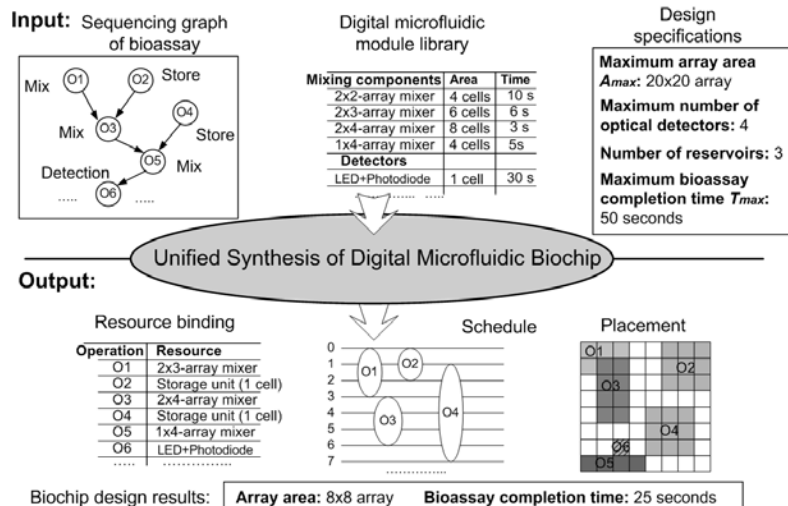 Input:
Sequencing graph
of bioassay
O1
O2
Store
Mix
O3
O4
Mix
Store
O5
Mix
Detection
O6
..... .....
Digital microfluidic
module library
Mixing components Area Time
2x2-array mixer 4 cells 10 s
2x3-array mixer 6 cells 6 s
2x4-array mixer 8 cells 3 s
1x4-array mixer 4 cells 5s
Detectors
LED+Photodiode 1 cell 30 s
Design
specifications
Maximum array area
Amax: 20x20 array
Maximum number of
optical detectors: 4
Number of reservoirs: 3
Maximum bioassay
completion time Tmax:
50 seconds
Unified Synthesis of Digital Microfluidic Biochip
Output:
Resource binding
Operation Resource
O1 2x3-array mixer
O2 Storage unit (1 cell)
O3 2x4-array mixer
O4 Storage unit (1 cell)
O5 1x4-array mixer
O6 LED+Photodiode
Schedule
0
1
2
3
4
5
6
7
O1
O2
O3
O4
Placement
O1
O2
O3
O4
O6
O5
Biochip design results: Array area: 8x8 array Bioassay completion time: 25 seconds